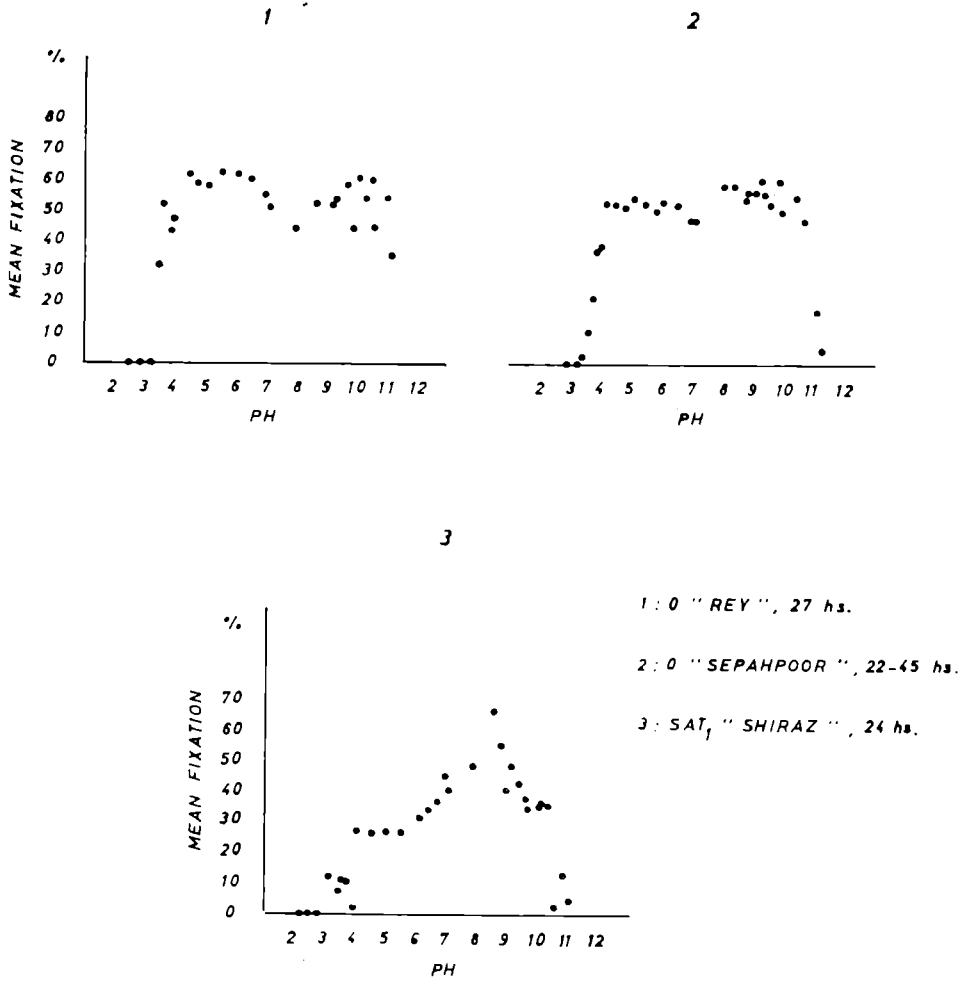 1
%.
80
70
60
50
40
30
20
10
0
MEAN FIXATION
2 3 4 5 6 7 8 9 10 11 12
PH
2
2 3 4 5 6 7 8 9 10 11 12
PH
3
%.
70
60
50
40
30
20
10
0
MEAN FIXATION
2 3 4 5 6 7 8 9 10 11 12
PH
1 : 0 " REY ", 27 hs.
2 : 0 " SEPAHPOOR ", 22-45 hs.
3 : SAT₁ " SHIRAZ ", 24 hs.